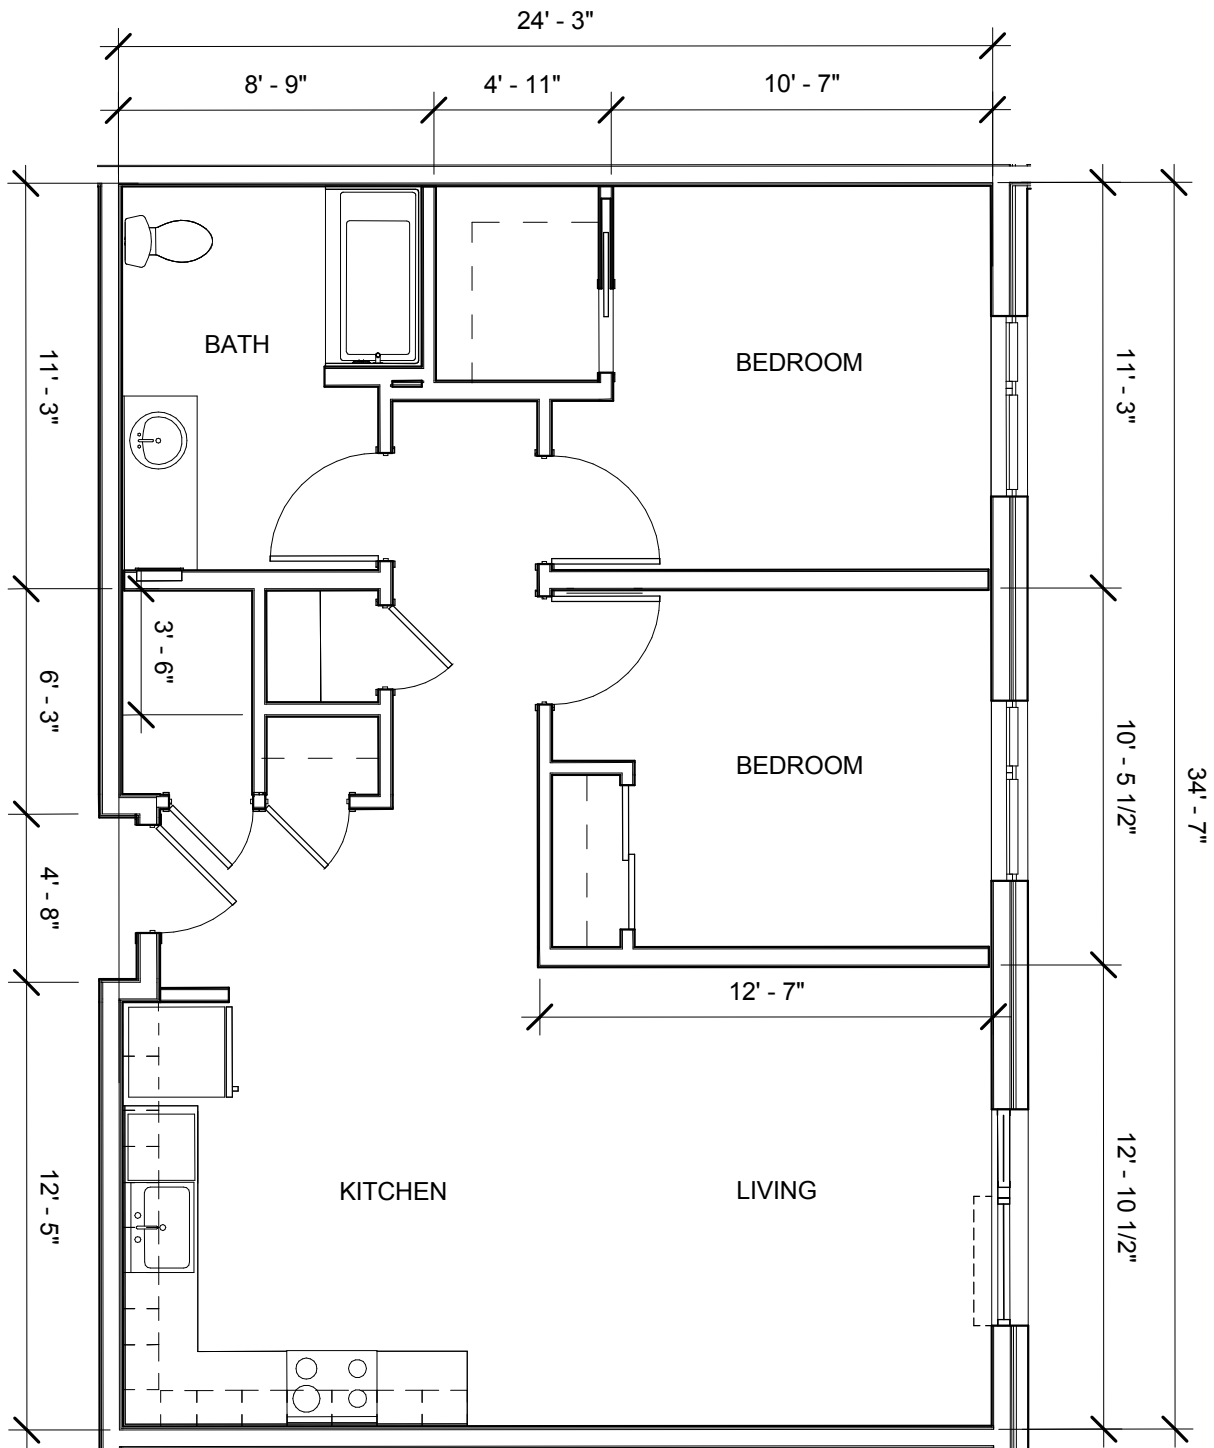 24' - 3"
8' - 9"
4' - 11"
10' - 7"
BATH
BEDROOM
11' - 3"
11' - 3"
3' - 6"
6' - 3"
BEDROOM
10' - 5 1/2"
34' - 7"
4' - 8"
12' - 7"
12' - 5"
KITCHEN
LIVING
12' - 10 1/2"